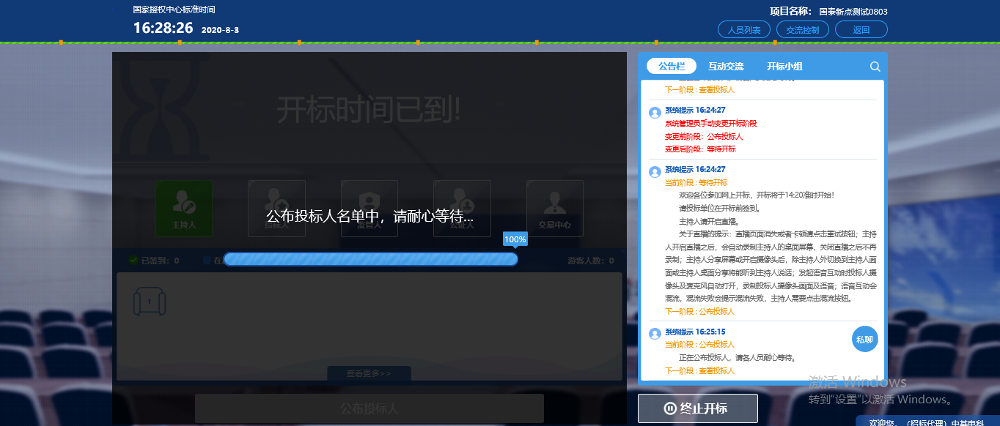 国家授权中心标准时间
16:28:26 2020-8-3
项目名称： 国泰新点测试0803
人员列表 交流控制 返回
开标时间已到!
主持人 招标人 监管人 公证人 交易中心
公布投标人名单中，请耐心等待...
100%
已签到：0 在
游客人数：0
1
查看更多>>
公布投标人
公告栏 互动交流 开标小组
下一阶段 : 查看投标人
系统提示 16:24:27
系统管理员手动变更开标阶段
变更前阶段：公布投标人
变更后阶段：等待开标
系统提示 16:24:27
当前阶段 : 等待开标
欢迎各位参加网上开标，开标将于14:20准时开始!
请投标单位在开标前签到。
主持人请开启直播。
关于直播的提示：直播页面消失或者卡顿请点击重试按钮；主持
人开启直播之后，会自动录制主持人的桌面屏幕，关闭直播之后不再
录制；主持人分享屏幕或开启摄像头后，除主持人外切换到主持人画
面或主持人桌面分享将能听到主持人说话；发起语音互动时投标人摄
像头及麦克风自动打开，录制投标人摄像头画面及语音；语音互动会
混流，混流失败会提示混流失败，主持人需要点击混流按钮。
下一阶段 : 公布投标人
系统提示 16:25:15
当前阶段 : 公布投标人
正在公布投标人，请各人员耐心等待。
下一阶段 : 查看投标人
私聊
终止开标
激活 Windows
转到"设置"以激活 Windows。
欢迎您，（招标代理）中基电科